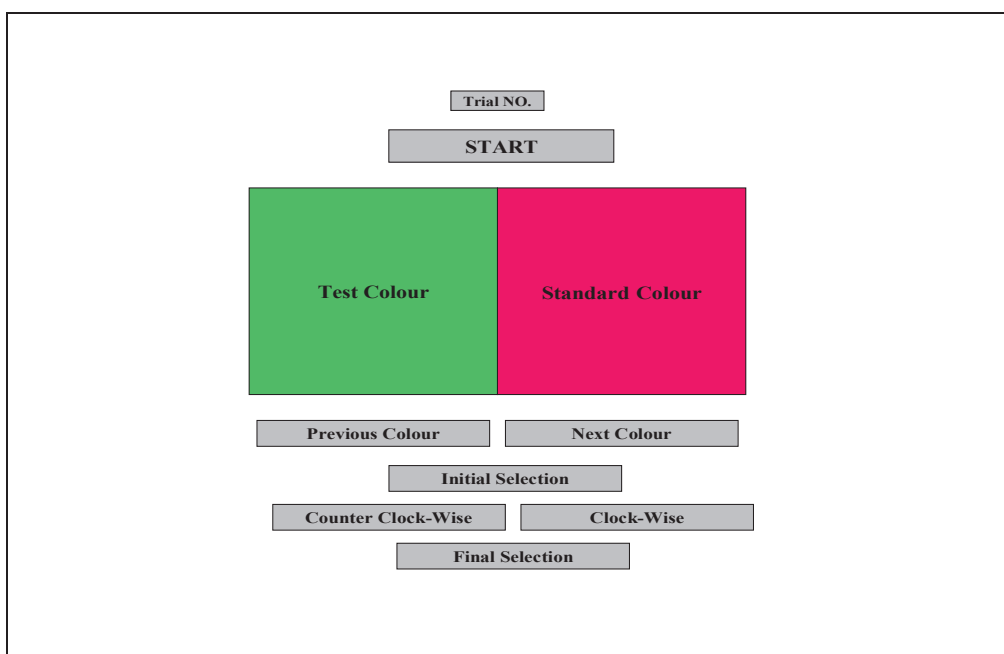 Trial NO.
START
Test Colour
Standard Colour
Previous Colour
Next Colour
Initial Selection
Counter Clock-Wise
Clock-Wise
Final Selection